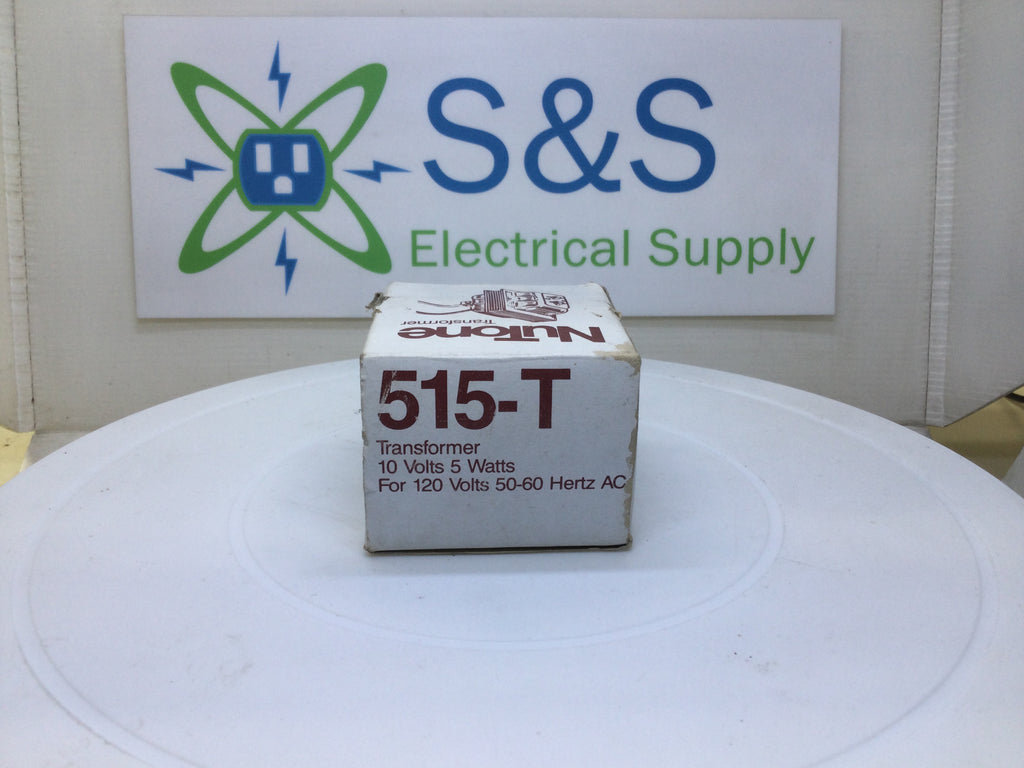 S&S
Electrical Supply
NuTone
Transformer
515-T
Transformer
10 Volts 5 Watts
For 120 Volts 50-60 Hertz AC